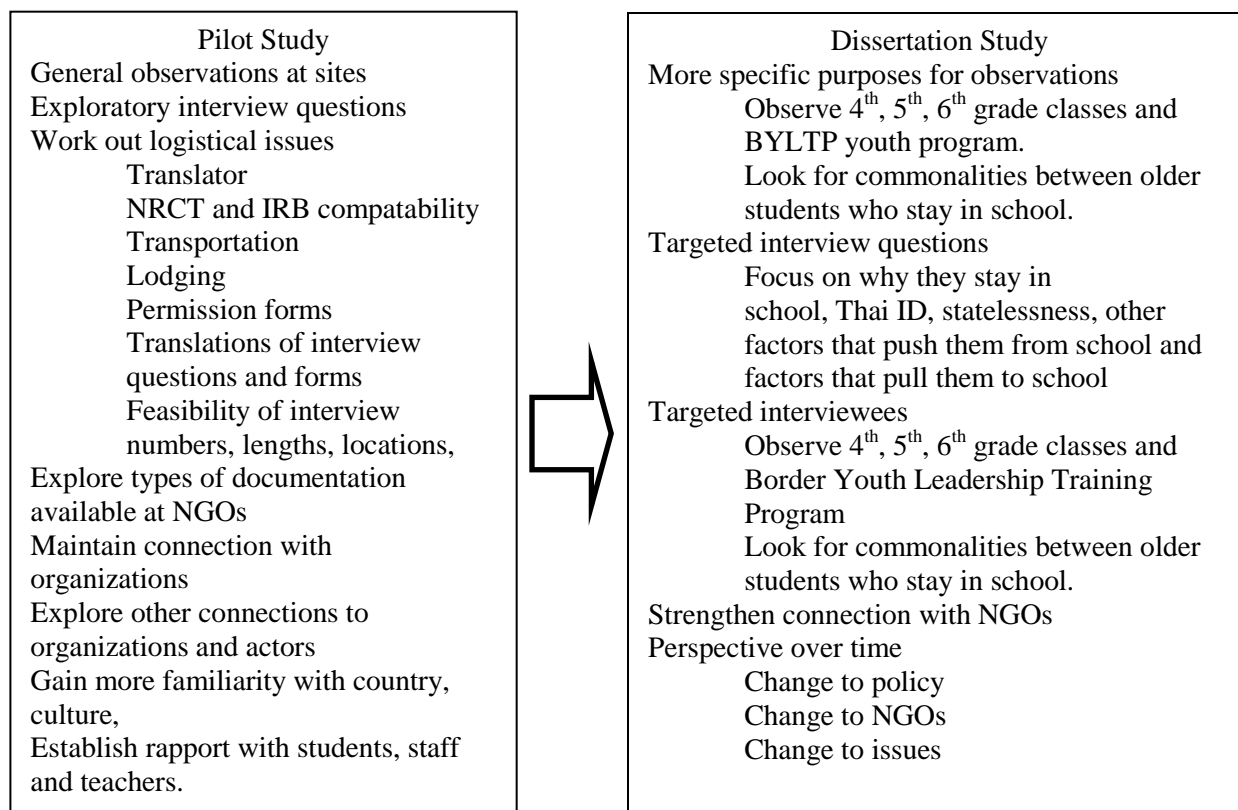 Pilot Study
General observations at sites
Exploratory interview questions
Work out logistical issues
Translator
NRCT and IRB compatability
Transportation
Lodging
Permission forms
Translations of interview
questions and forms
Feasibility of interview
numbers, lengths, locations,
Explore types of documentation
available at NGOs
Maintain connection with
organizations
Explore other connections to
organizations and actors
Gain more familiarity with country,
culture,
Establish rapport with students, staff
and teachers.
Dissertation Study
More specific purposes for observations
Observe 4th, 5th, 6th grade classes and
BYLTP youth program.
Look for commonalities between older
students who stay in school.
Targeted interview questions
Focus on why they stay in
school, Thai ID, statelessness, other
factors that push them from school and
factors that pull them to school
Targeted interviewees
Observe 4th, 5th, 6th grade classes and
Border Youth Leadership Training
Program
Look for commonalities between older
students who stay in school.
Strengthen connection with NGOs
Perspective over time
Change to policy
Change to NGOs
Change to issues